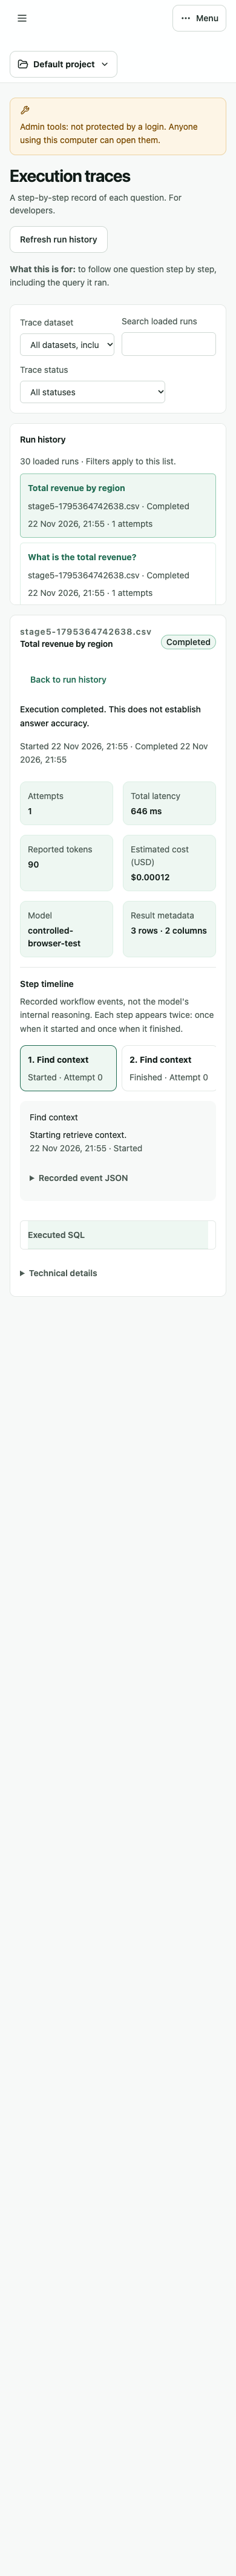 Menu
Default project
Admin tools: not protected by a login. Anyone
using this computer can open them.
Execution traces
A step-by-step record of each question. For
developers.
Refresh run history
What this is for: to follow one question step by step,
including the query it ran.
Trace dataset
Search loaded runs
All datasets, inclu
Trace status
All statuses
Run history
30 loaded runs · Filters apply to this list.
Total revenue by region
stage5-1795364742638.csv · Completed
22 Nov 2026, 21:55 · 1 attempts
What is the total revenue?
stage5-1795364742638.csv · Completed
22 Nov 2026, 21:55 · 1 attempts
stage5-1795364742638.csv
Total revenue by region
Completed
Back to run history
Execution completed. This does not establish
answer accuracy.
Started 22 Nov 2026, 21:55 · Completed 22 Nov
2026, 21:55
Attempts
1
Total latency
646 ms
Reported tokens
90
Estimated cost
(USD)
$0.00012
Model
controlled-
browser-test
Result metadata
3 rows · 2 columns
Step timeline
Recorded workflow events, not the model's
internal reasoning. Each step appears twice: once
when it started and once when it finished.
1. Find context
Started · Attempt 0
2. Find context
Finished · Attempt 0
Find context
Starting retrieve context.
22 Nov 2026, 21:55 · Started
Recorded event JSON
Executed SQL
Technical details